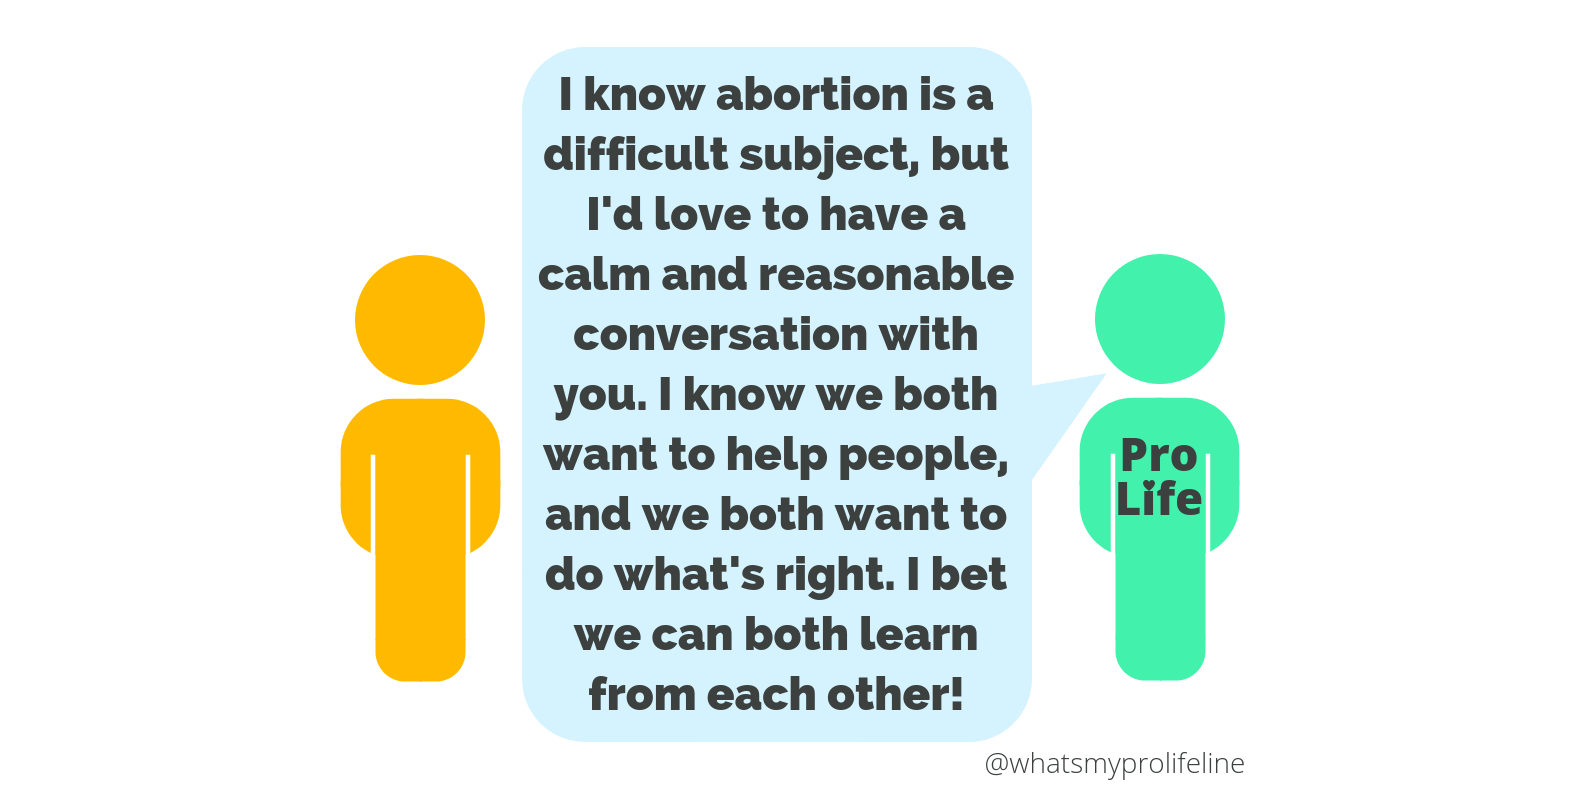 I know abortion is a
difficult subject, but
I'd love to have a
calm and reasonable
conversation with
you. I know we both
want to help people,
and we both want to
do what's right. I bet
we can both learn
from each other!
Pro
Life
@whatsmyprolifeline